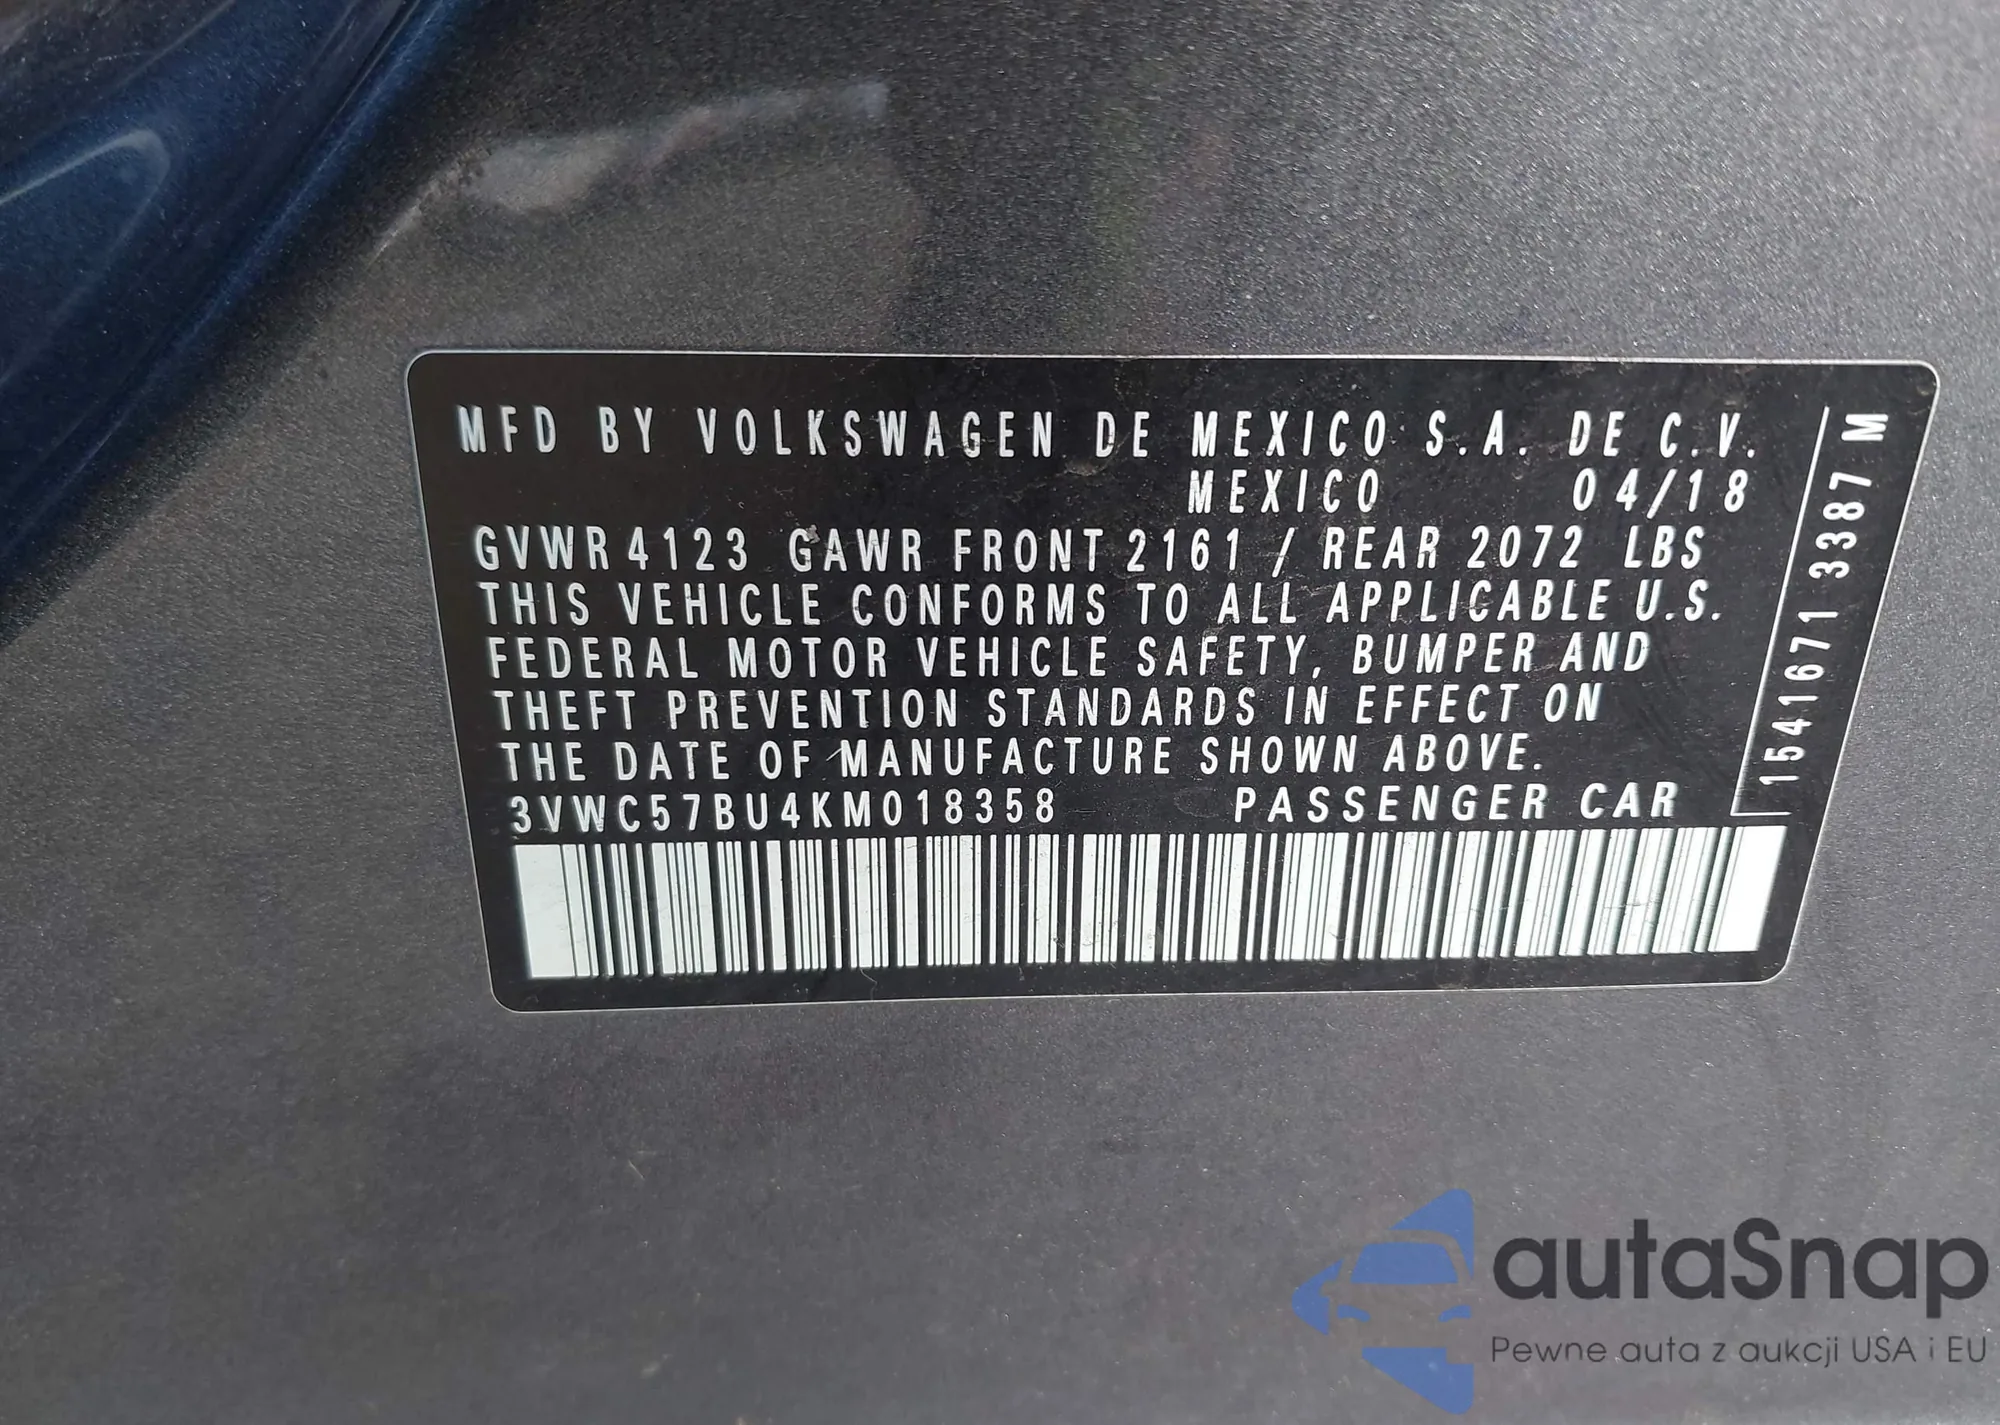 MFD BY VOLKSWAGEN DE MEXICO S.A. DE C.V.
MEXICO 04/18
GVWR 4123 GAWR FRONT 2161 / REAR 2072 LBS
THIS VEHICLE CONFORMS TO ALL APPLICABLE U.S.
FEDERAL MOTOR VEHICLE SAFETY, BUMPER AND
THEFT PREVENTION STANDARDS IN EFFECT ON
THE DATE OF MANUFACTURE SHOWN ABOVE.
3VWC57BU4KM018358 PASSENGER CAR
1541671 3387 M
autaSnap
Pewne auta z aukcji USA i EU